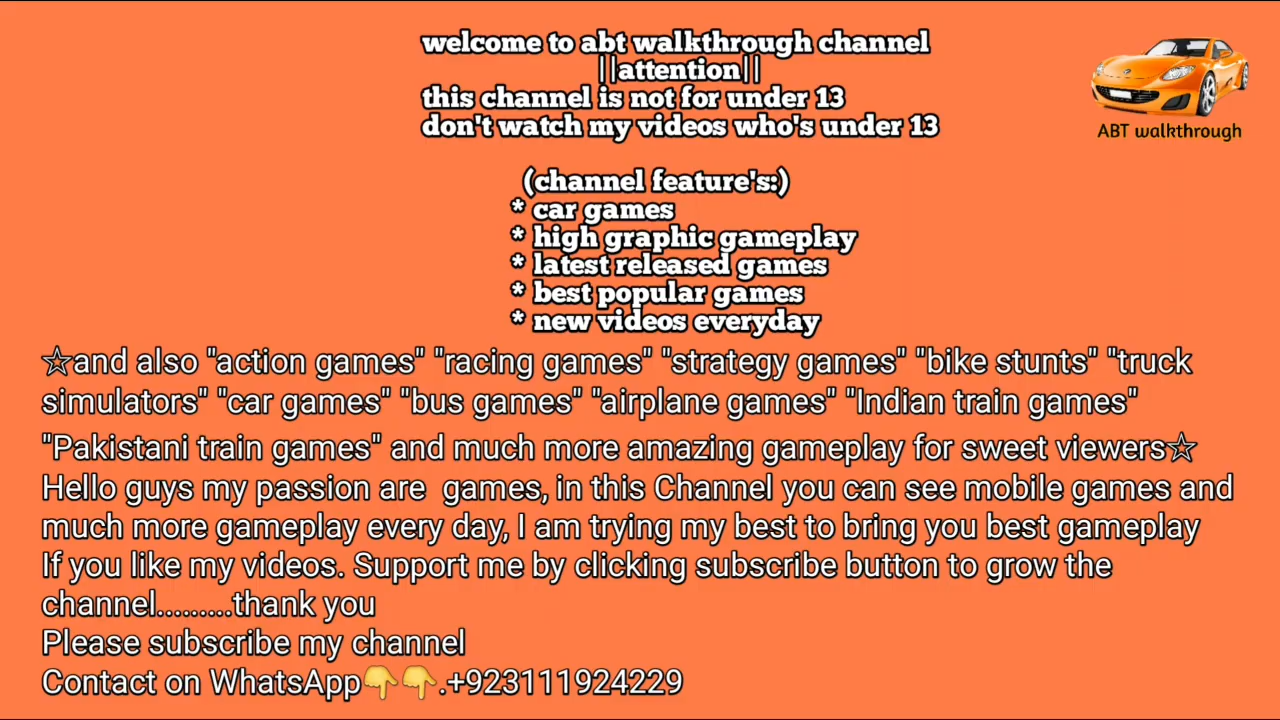 welcome to abt walkthrough channel
||attention||
this channel is not for under 13
don't watch my videos who's under 13
ABT walkthrough
(channel feature's:)
* car games
* high graphic gameplay
* latest released games
* best popular games
* new videos everyday
☆and also "action games" "racing games" "strategy games" "bike stunts" "truck
simulators" "car games" "bus games" "airplane games" "Indian train games"
"Pakistani train games" and much more amazing gameplay for sweet viewers☆
Hello guys my passion are  games, in this Channel you can see mobile games and
much more gameplay every day, I am trying my best to bring you best gameplay
If you like my videos. Support me by clicking subscribe button to grow the
channel.........thank you
Please subscribe my channel
Contact on WhatsApp👇👇.+923111924229